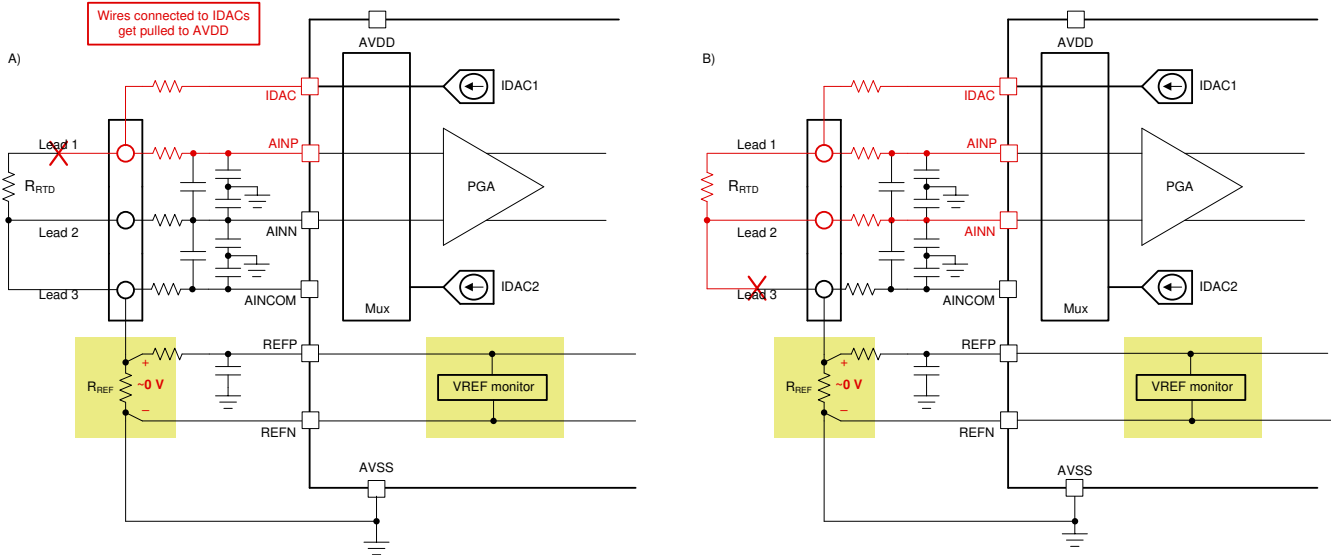 Wires connected to IDACs
get pulled to AVDD
A)
AVDD
IDAC
IDAC1
Lead 1
AINP
RRTD
PGA
Lead 2
AINN
IDAC2
Lead 3
AINCOM
Mux
REFP
+
RREF
~0 V
VREF monitor
–
REFN
AVSS
B)
AVDD
IDAC
IDAC1
Lead 1
AINP
RRTD
PGA
Lead 2
AINN
IDAC2
Lead 3
AINCOM
Mux
REFP
+
RREF
~0 V
VREF monitor
–
REFN
AVSS